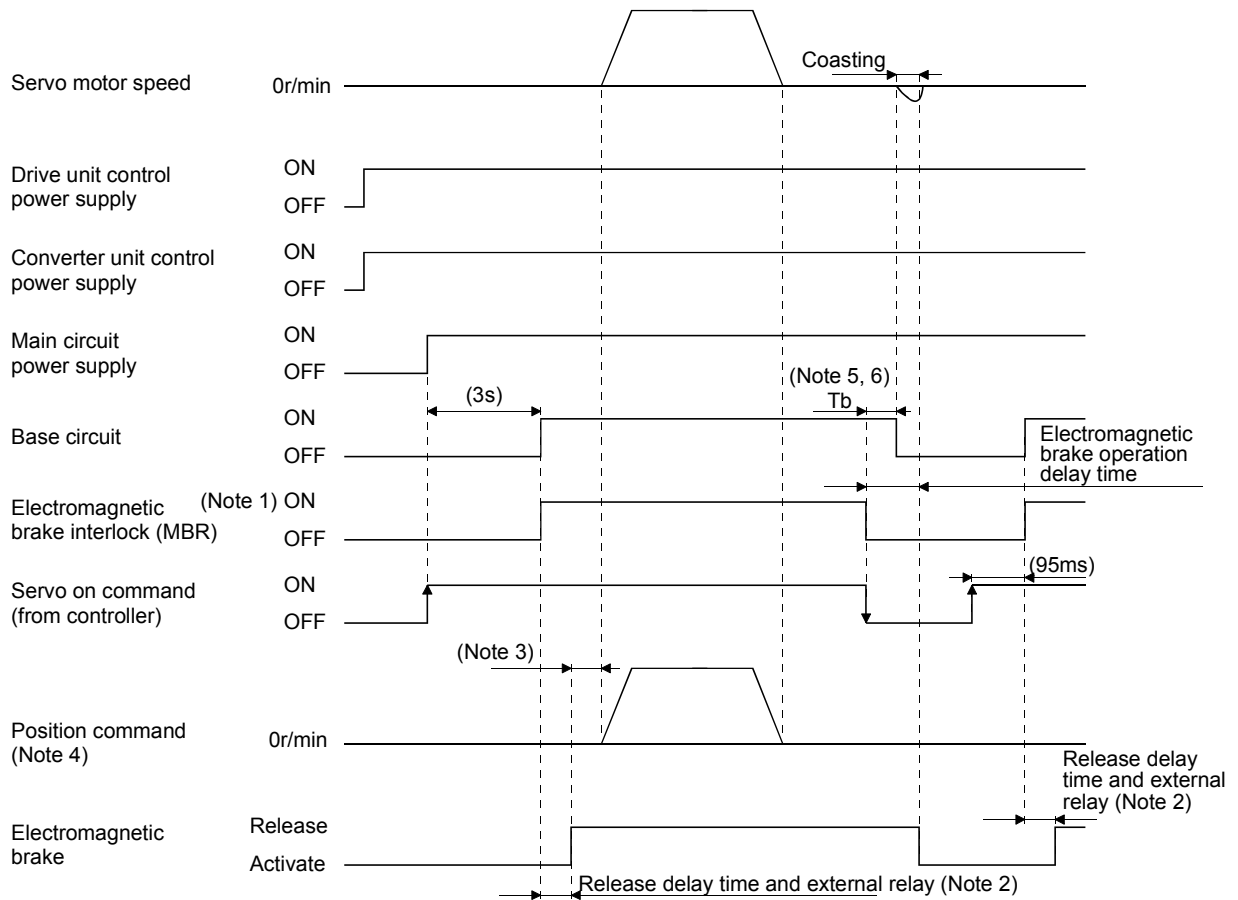 Coasting
Servo motor speed 0r/min
Drive unit control
power supply
ON
OFF
Converter unit control
power supply
ON
OFF
Main circuit
power supply
ON
OFF
(3s)
(Note 5, 6)
Tb
Base circuit
ON
OFF
Electromagnetic
brake operation
delay time
Electromagnetic
brake interlock (MBR)
(Note 1) ON
OFF
(95ms)
Servo on command
(from controller)
ON
OFF
(Note 3)
Position command
(Note 4)
0r/min
Release delay
time and external
relay (Note 2)
Electromagnetic
brake
Release
Activate
Release delay time and external relay (Note 2)